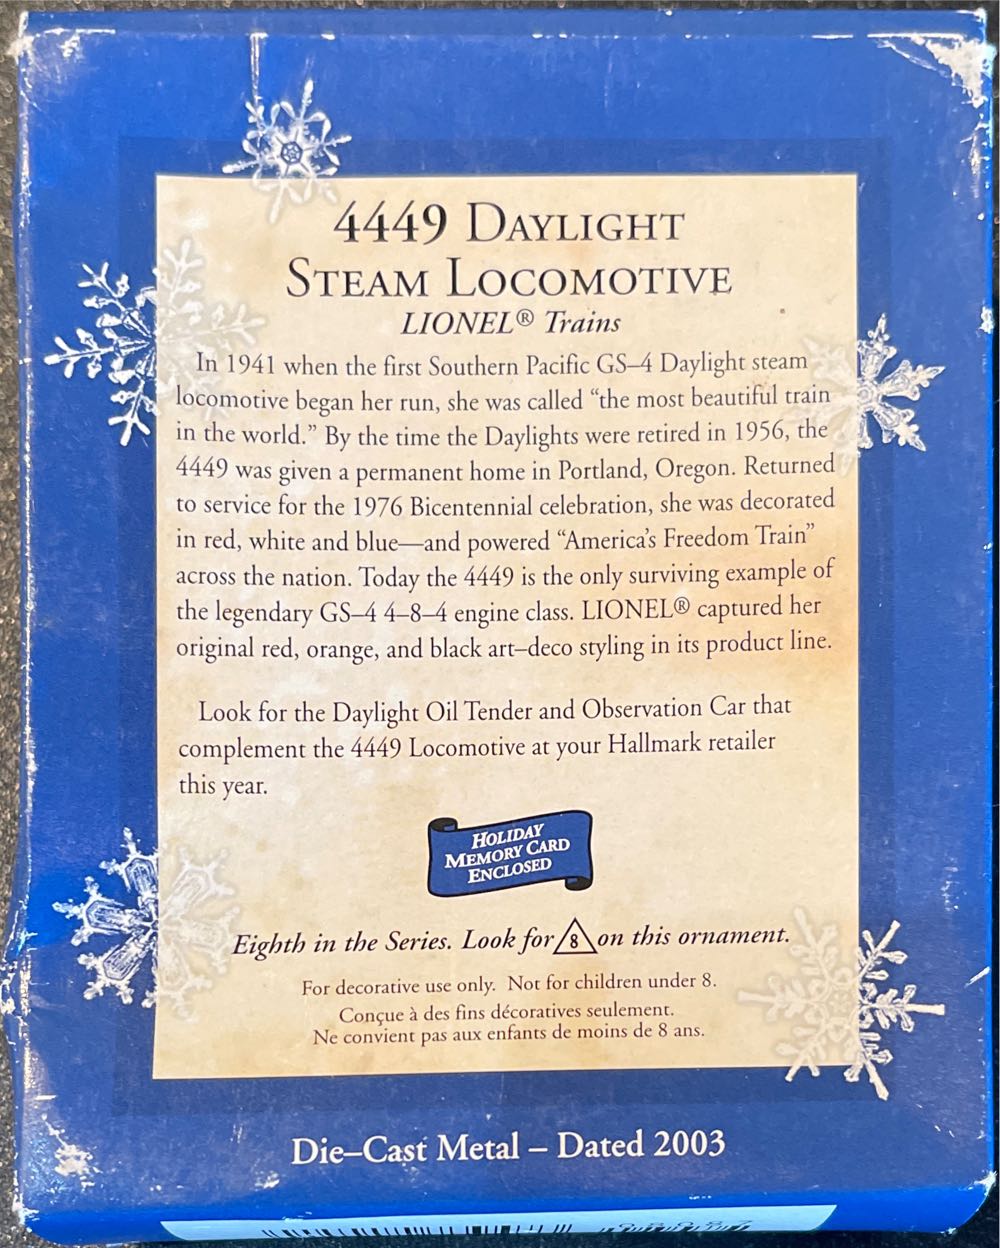 4449 Daylight
Steam Locomotive
LIONEL® Trains
In 1941 when the first Southern Pacific GS–4 Daylight steam
locomotive began her run, she was called “the most beautiful train
in the world.” By the time the Daylights were retired in 1956, the
4449 was given a permanent home in Portland, Oregon. Returned
to service for the 1976 Bicentennial celebration, she was decorated
in red, white and blue—and powered “America’s Freedom Train”
across the nation. Today the 4449 is the only surviving example of
the legendary GS–4 4–8–4 engine class. LIONEL® captured her
original red, orange, and black art–deco styling in its product line.
Look for the Daylight Oil Tender and Observation Car that
complement the 4449 Locomotive at your Hallmark retailer
this year.
HOLIDAY
MEMORY CARD
ENCLOSED
Eighth in the Series. Look for 8 on this ornament.
For decorative use only. Not for children under 8.
Conçue à des fins décoratives seulement.
Ne convient pas aux enfants de moins de 8 ans.
Die–Cast Metal – Dated 2003